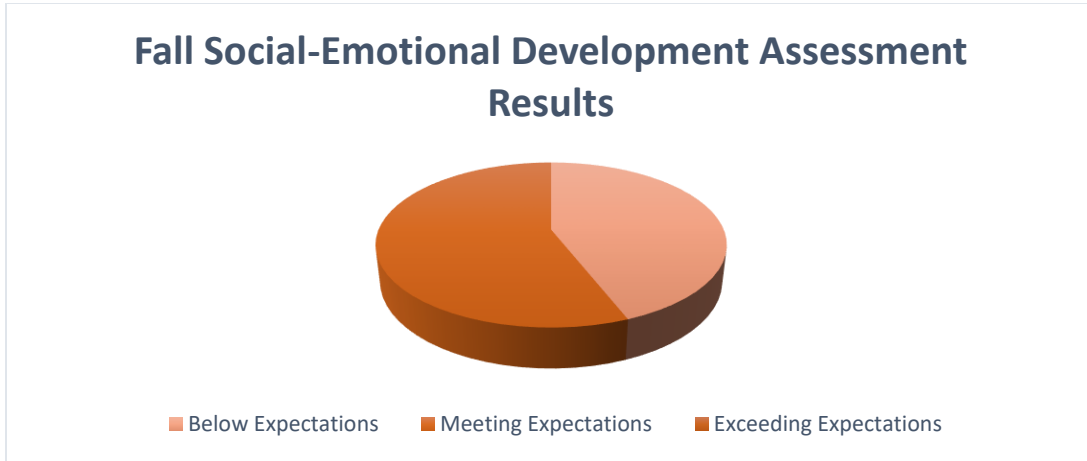 Fall Social-Emotional Development Assessment
Results
Below Expectations
Meeting Expectations
Exceeding Expectations